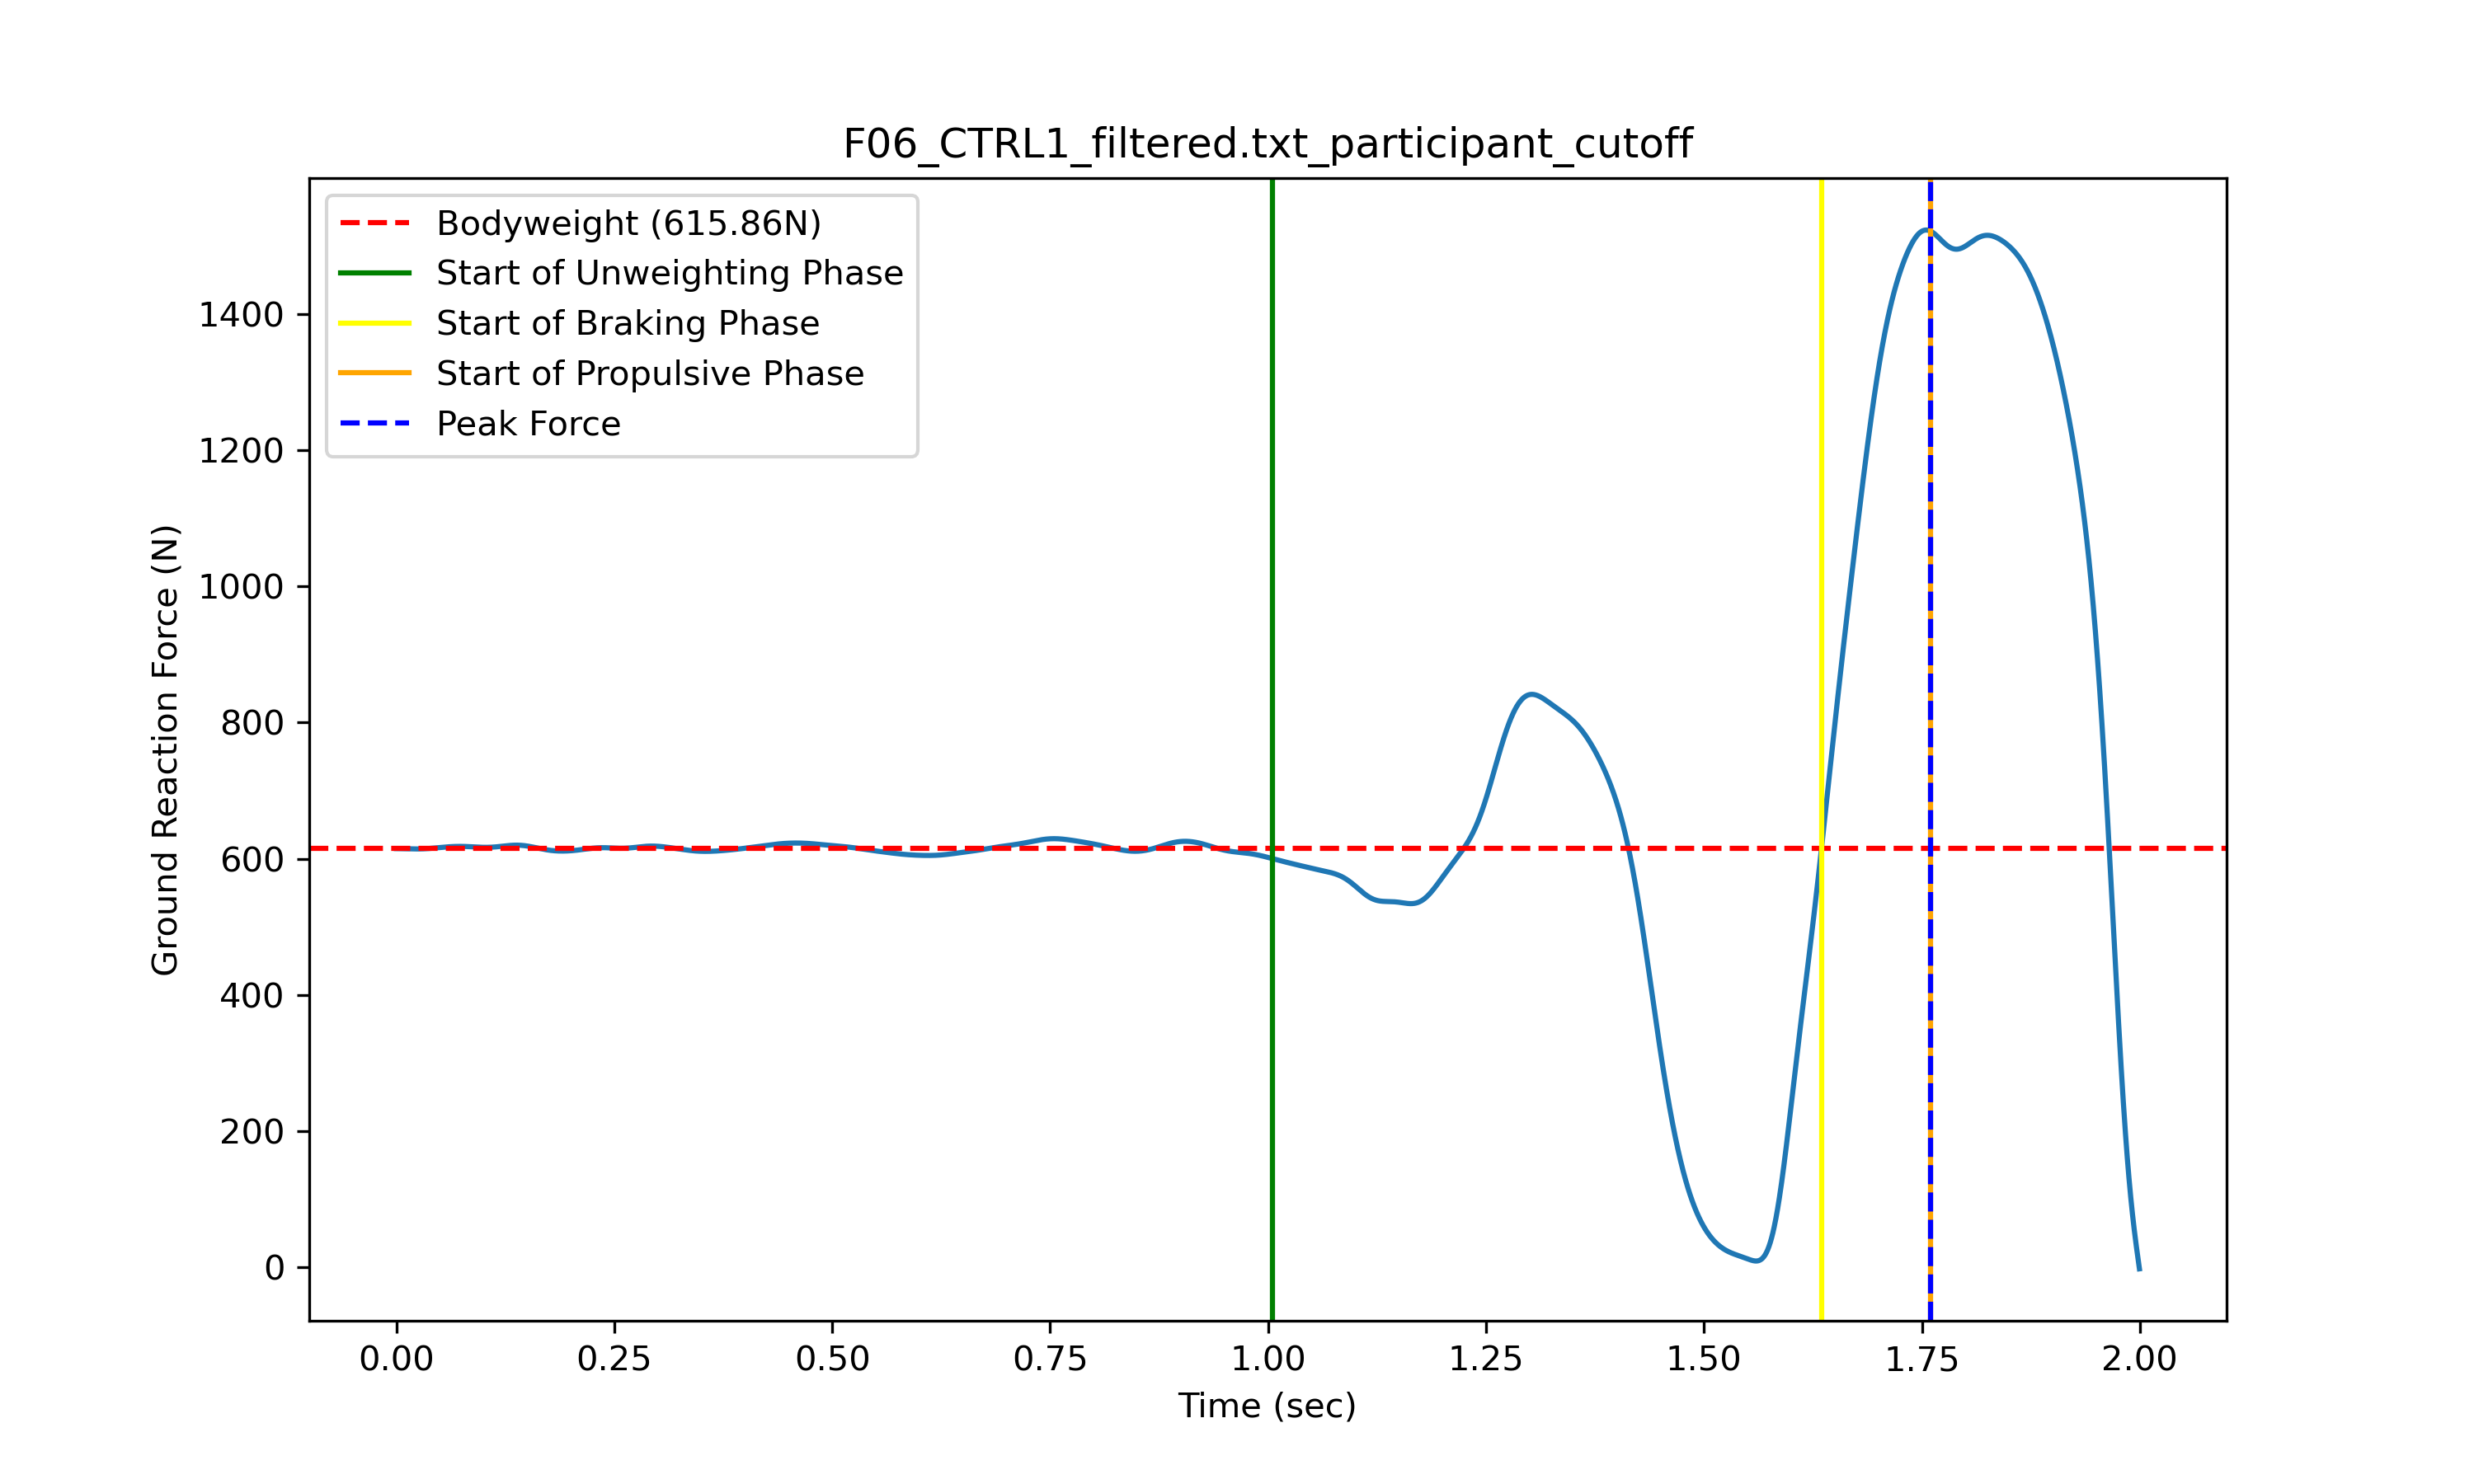 F06_CTRL1_filtered.txt_participant_cutoff
Bodyweight (615.86N)
Start of Unweighting Phase
Start of Braking Phase
Start of Propulsive Phase
Peak Force
Ground Reaction Force (N)
1400
1200
1000
800
600
400
200
0
0.00 0.25 0.50 0.75 1.00 1.25 1.50 1.75 2.00
Time (sec)